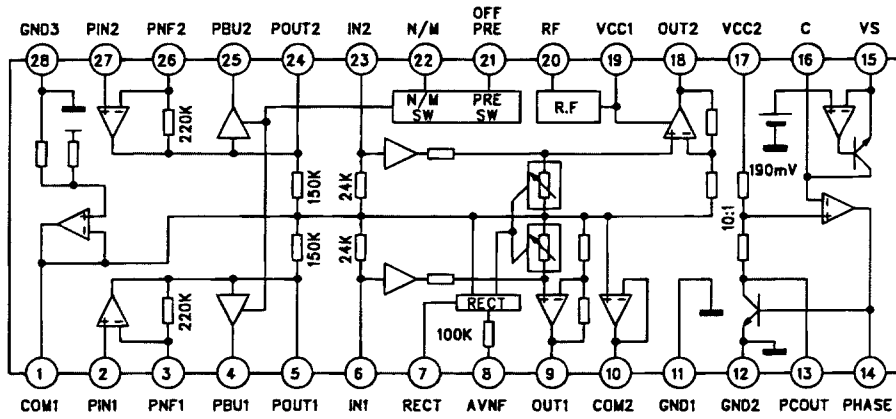 OFF
GND3 PIN2 PNF2 PBU2 POUT2 IN2 N/M PRE RF VCC1 OUT2 VCC2 C VS
28 27 26 25 24 23 22 21 20 19 18 17 16 15
N/M PRE R.F
SW SW
220K
190mV
150K 24K
10:1
150K 24K
220K
RECT
100K
1 2 3 4 5 6 7 8 9 10 11 12 13 14
COM1 PIN1 PNF1 PBU1 POUT1 IN1 RECT AVNF OUT1 COM2 GND1 GND2 PCOUT PHASE